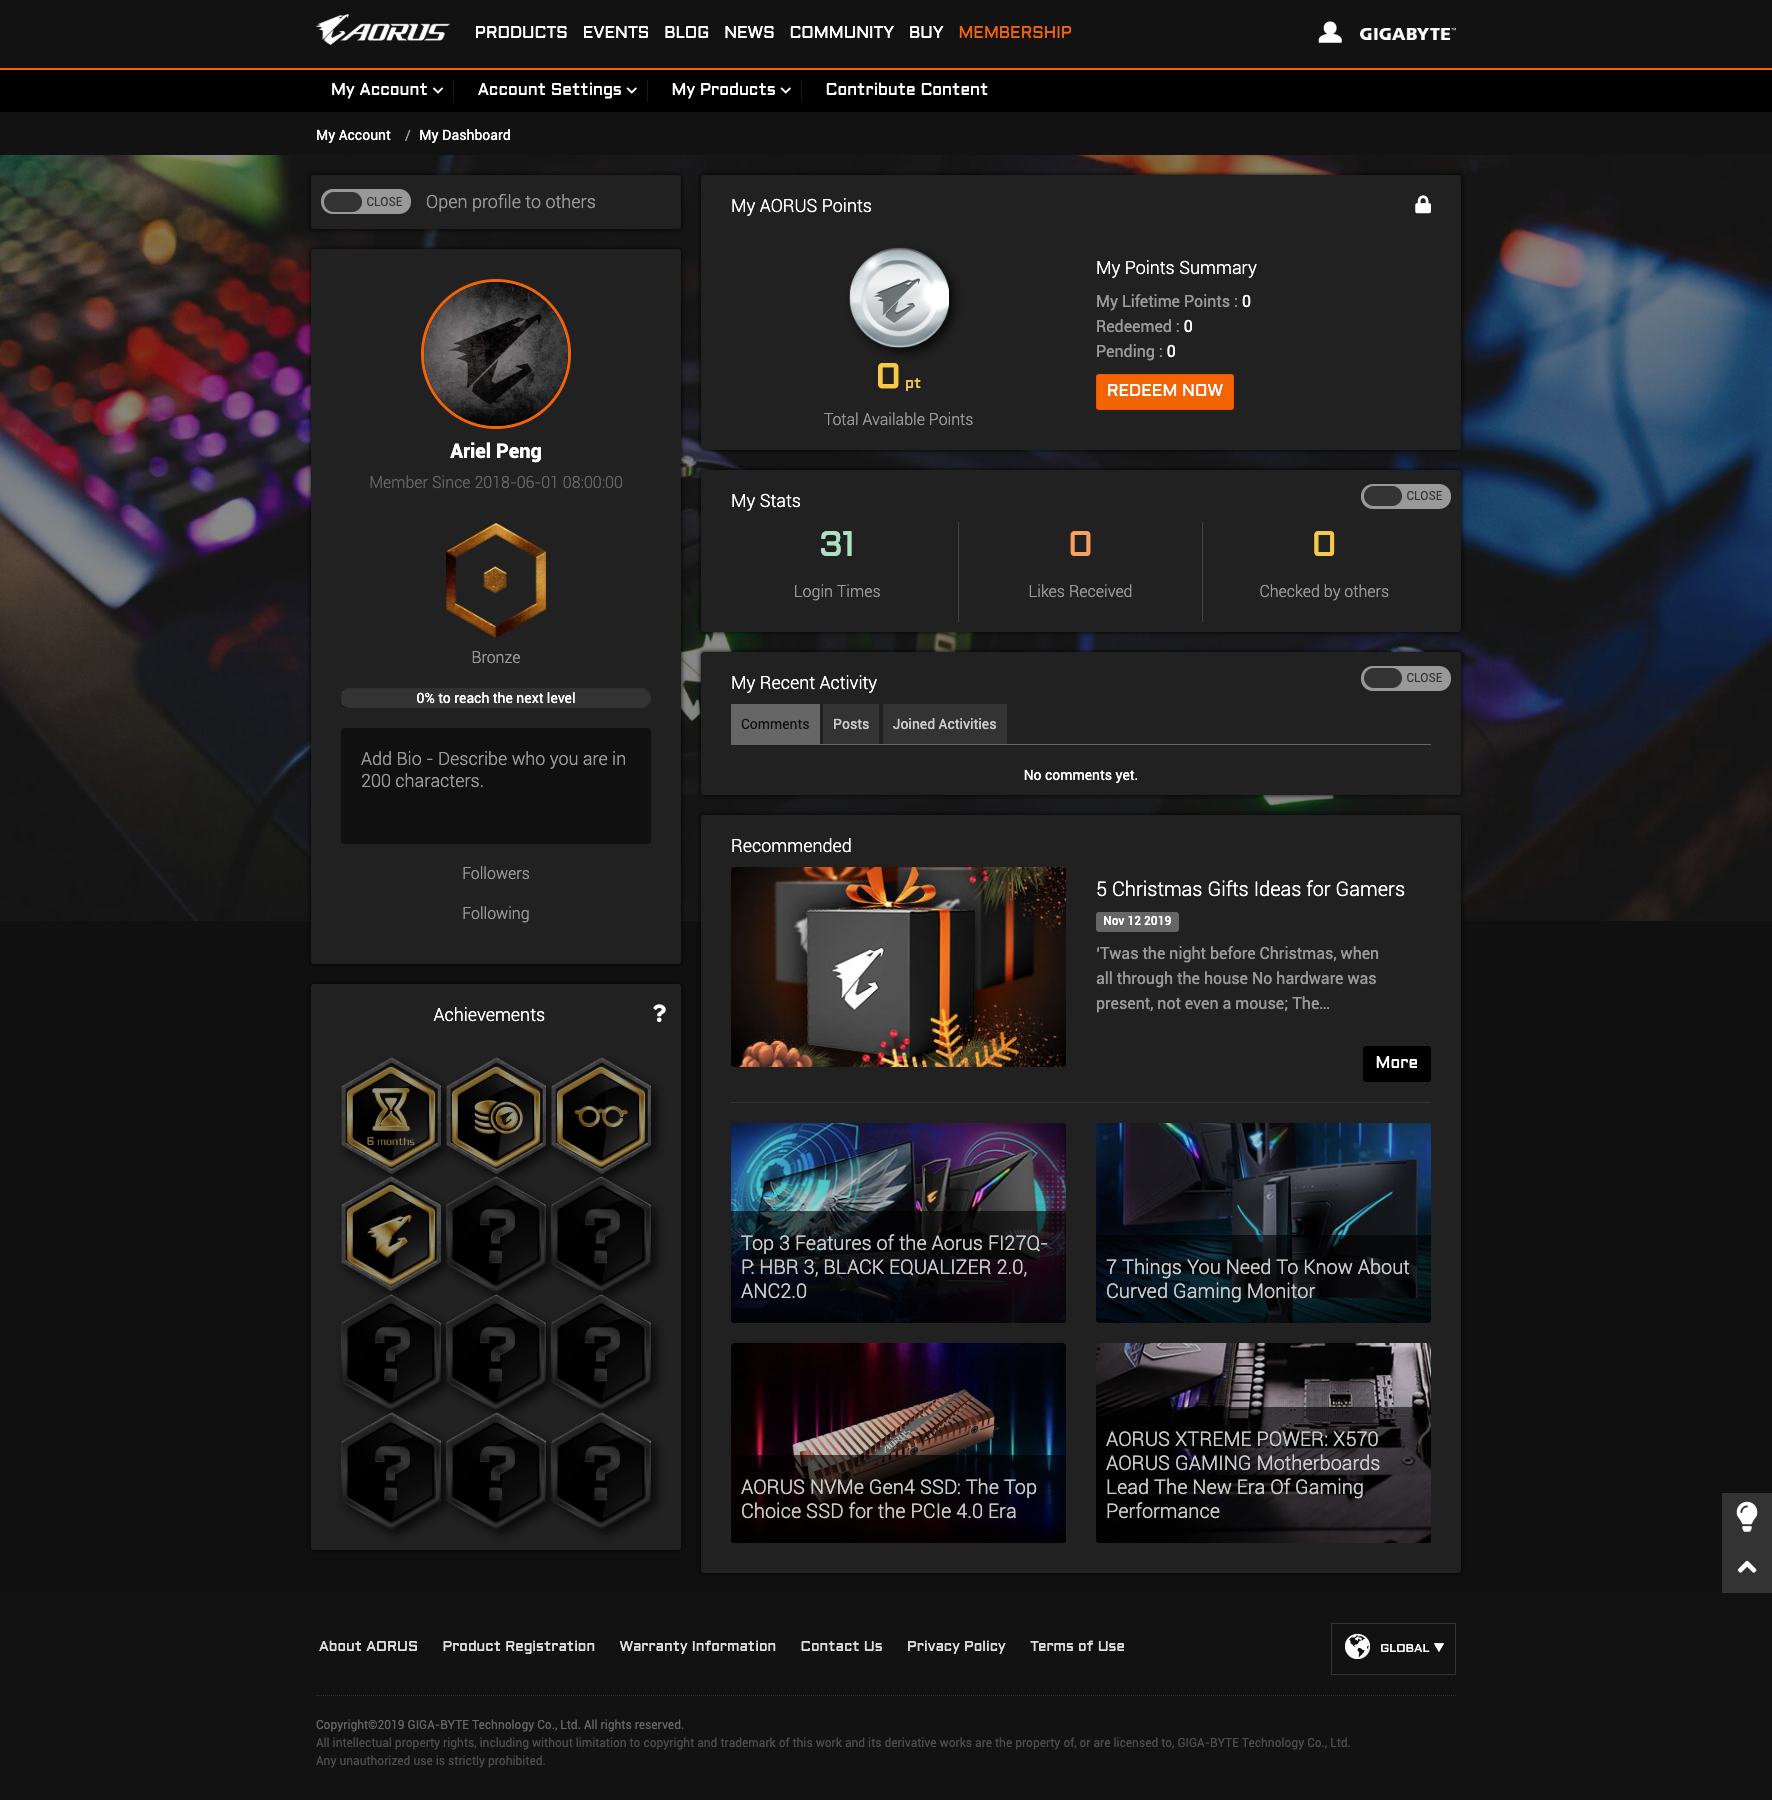 AORUS
PRODUCTS EVENTS BLOG NEWS COMMUNITY BUY MEMBERSHIP
GIGABYTE™
My Account
Account Settings
My Products
Contribute Content
My Account / My Dashboard
CLOSE Open profile to others
Ariel Peng
Member Since 2018-06-01 08:00:00
Bronze
0% to reach the next level
Add Bio - Describe who you are in
200 characters.
Followers
Following
Achievements ?
6 months
? ?
? ? ?
? ? ?
My AORUS Points
0 pt
Total Available Points
My Points Summary
My Lifetime Points : 0
Redeemed : 0
Pending : 0
REDEEM NOW
My Stats
CLOSE
31
Login Times
0
Likes Received
0
Checked by others
My Recent Activity
CLOSE
Comments Posts Joined Activities
No comments yet.
Recommended
5 Christmas Gifts Ideas for Gamers
Nov 12 2019
‘Twas the night before Christmas, when
all through the house No hardware was
present, not even a mouse; The...
More
Top 3 Features of the Aorus FI27Q-
P: HBR 3, BLACK EQUALIZER 2.0,
ANC2.0
7 Things You Need To Know About
Curved Gaming Monitor
AORUS
AORUS NVMe Gen4 SSD: The Top
Choice SSD for the PCIe 4.0 Era
AORUS XTREME POWER: X570
AORUS GAMING Motherboards
Lead The New Era Of Gaming
Performance
About AORUS Product Registration Warranty Information Contact Us Privacy Policy Terms of Use
GLOBAL ▼
Copyright©2019 GIGA-BYTE Technology Co., Ltd. All rights reserved.
All intellectual property rights, including without limitation to copyright and trademark of this work and its derivative works are the property of, or are licensed to, GIGA-BYTE Technology Co., Ltd.
Any unauthorized use is strictly prohibited.